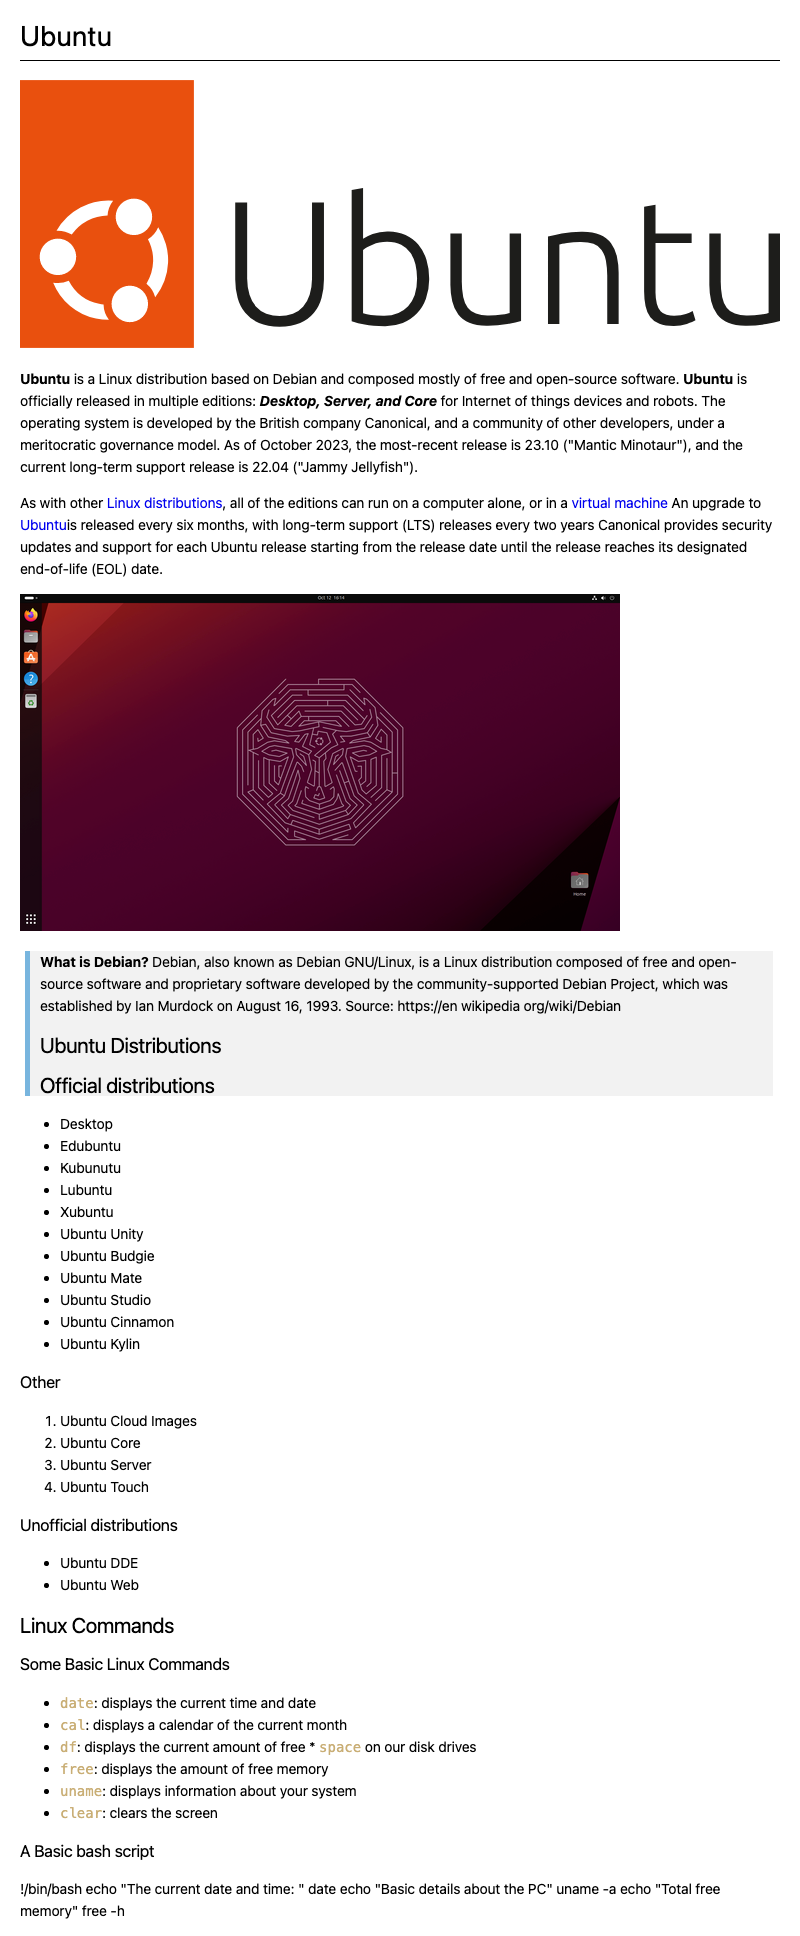 Ubuntu
Ubuntu
Ubuntu is a Linux distribution based on Debian and composed mostly of free and open-source software. Ubuntu is
officially released in multiple editions: Desktop, Server, and Core for Internet of things devices and robots. The
operating system is developed by the British company Canonical, and a community of other developers, under a
meritocratic governance model. As of October 2023, the most-recent release is 23.10 ("Mantic Minotaur"), and the
current long-term support release is 22.04 ("Jammy Jellyfish").
As with other Linux distributions, all of the editions can run on a computer alone, or in a virtual machine An upgrade to
Ubuntuis released every six months, with long-term support (LTS) releases every two years Canonical provides security
updates and support for each Ubuntu release starting from the release date until the release reaches its designated
end-of-life (EOL) date.
Oct 12 16:14
Home
What is Debian? Debian, also known as Debian GNU/Linux, is a Linux distribution composed of free and open-
source software and proprietary software developed by the community-supported Debian Project, which was
established by Ian Murdock on August 16, 1993. Source: https://en wikipedia org/wiki/Debian
Ubuntu Distributions
Official distributions
• Desktop
• Edubuntu
• Kubunutu
• Lubuntu
• Xubuntu
• Ubuntu Unity
• Ubuntu Budgie
• Ubuntu Mate
• Ubuntu Studio
• Ubuntu Cinnamon
• Ubuntu Kylin
Other
1. Ubuntu Cloud Images
2. Ubuntu Core
3. Ubuntu Server
4. Ubuntu Touch
Unofficial distributions
• Ubuntu DDE
• Ubuntu Web
Linux Commands
Some Basic Linux Commands
• date: displays the current time and date
• cal: displays a calendar of the current month
• df: displays the current amount of free * space on our disk drives
• free: displays the amount of free memory
• uname: displays information about your system
• clear: clears the screen
A Basic bash script
!/bin/bash echo "The current date and time: " date echo "Basic details about the PC" uname -a echo "Total free
memory" free -h